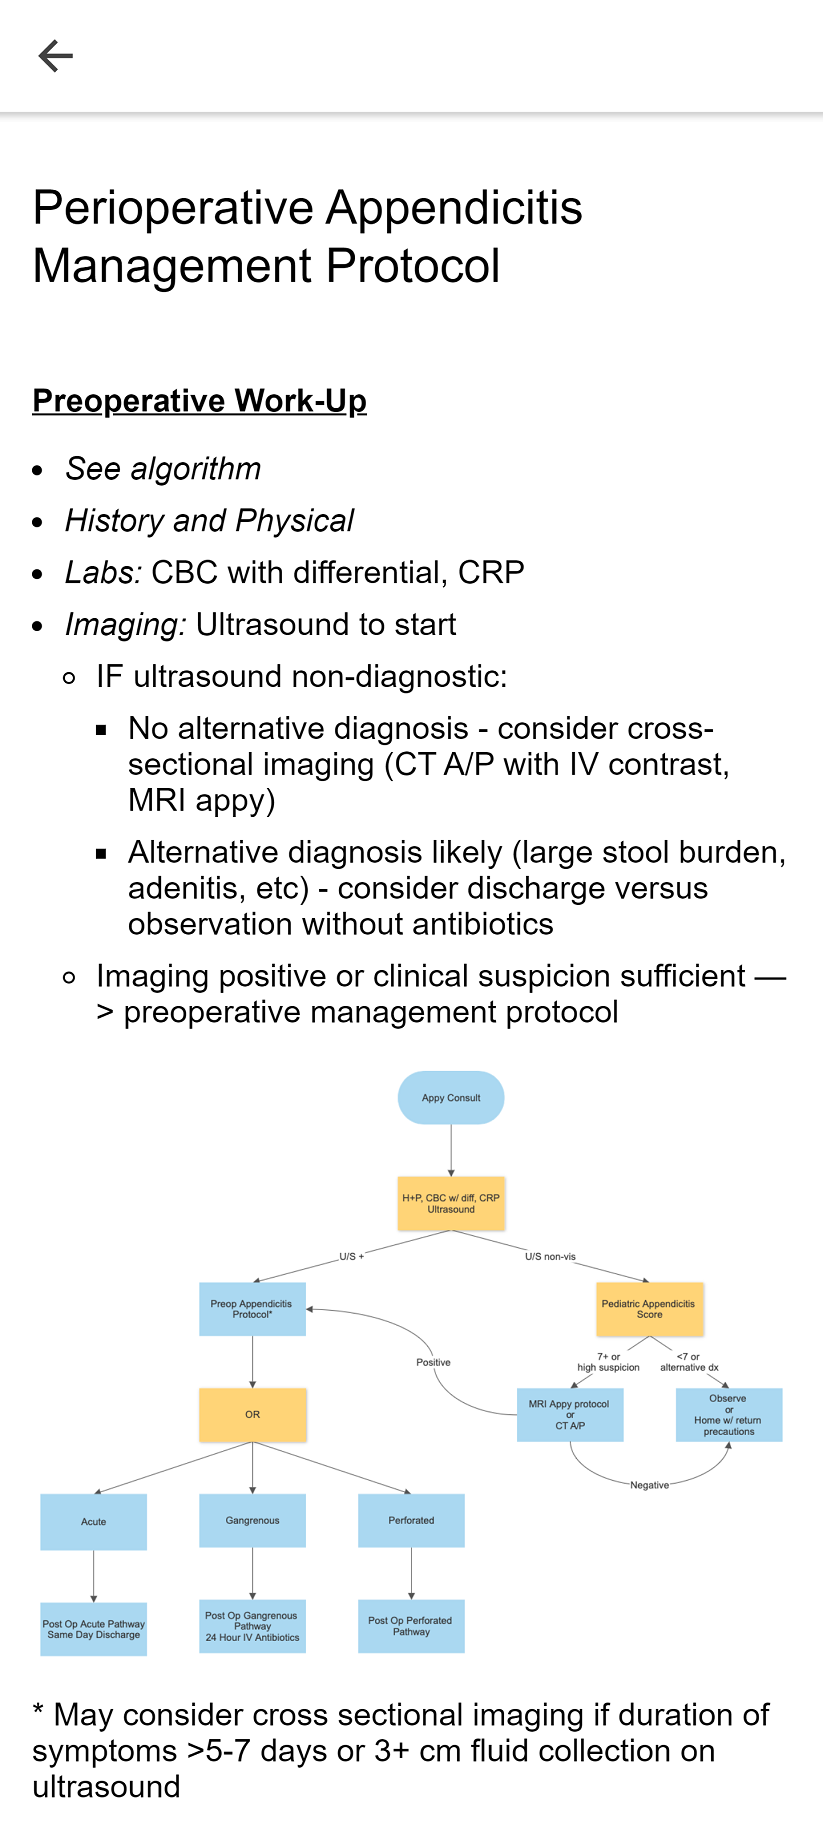 Perioperative Appendicitis
Management Protocol
Preoperative Work-Up
• See algorithm
• History and Physical
• Labs: CBC with differential, CRP
• Imaging: Ultrasound to start
◦ IF ultrasound non-diagnostic:
▪ No alternative diagnosis - consider cross-
sectional imaging (CT A/P with IV contrast,
MRI appy)
▪ Alternative diagnosis likely (large stool burden,
adenitis, etc) - consider discharge versus
observation without antibiotics
◦ Imaging positive or clinical suspicion sufficient —
> preoperative management protocol
Appy Consult
H+P, CBC w/ diff, CRP
Ultrasound
U/S +
U/S non-vis
Preop Appendicitis
Protocol*
Pediatric Appendicitis
Score
Positive
7+ or
high suspicion
<7 or
alternative dx
OR
MRI Appy protocol
or
CT A/P
Observe
or
Home w/ return
precautions
Negative
Acute
Gangrenous
Perforated
Post Op Acute Pathway
Same Day Discharge
Post Op Gangrenous
Pathway
24 Hour IV Antibiotics
Post Op Perforated
Pathway
* May consider cross sectional imaging if duration of
symptoms >5-7 days or 3+ cm fluid collection on
ultrasound